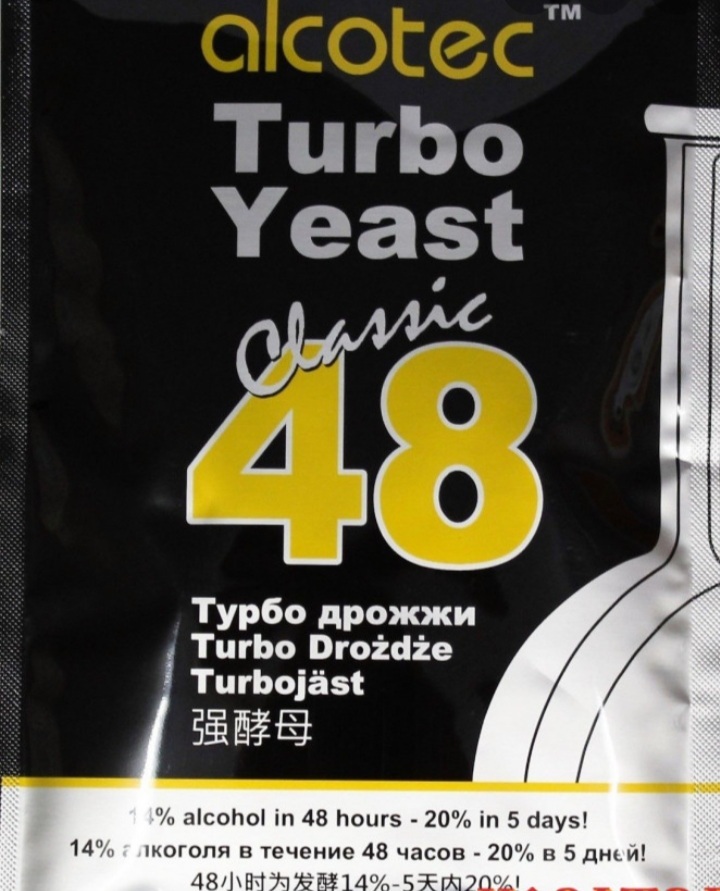 alcotec™
Turbo
Yeast
Classic
48
Турбо дрожжи
Turbo Drożdże
Turbojäst
强酵母
14% alcohol in 48 hours - 20% in 5 days!
14% алкоголя в течение 48 часов - 20% в 5 дней!
48小时为发酵14%-5天内20%!